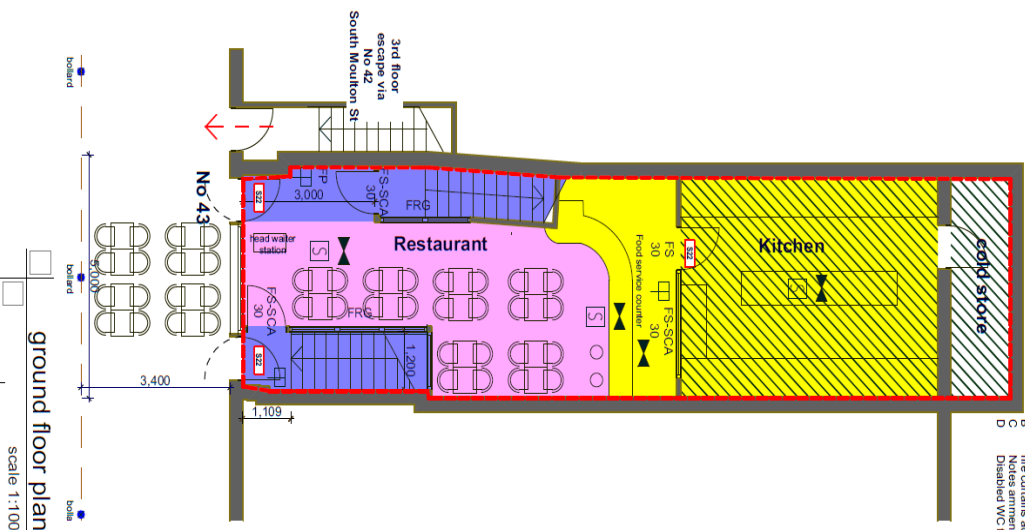 3rd floor
escape via
No 42
South Moulton St
bollard
No 43
S22
FP
3,000
FS-SCA
30
FRG
head waiter
station
S
Restaurant
Food service counter
FS
30
S22
Kitchen
S
cold store
5,000
bollard
FS-SCA
30
FRG
S
FS-SCA
30
S22
1,200
3,400
1,109
ground floor plan
scale 1:100
C
D
Notes ammen
Disabled WC